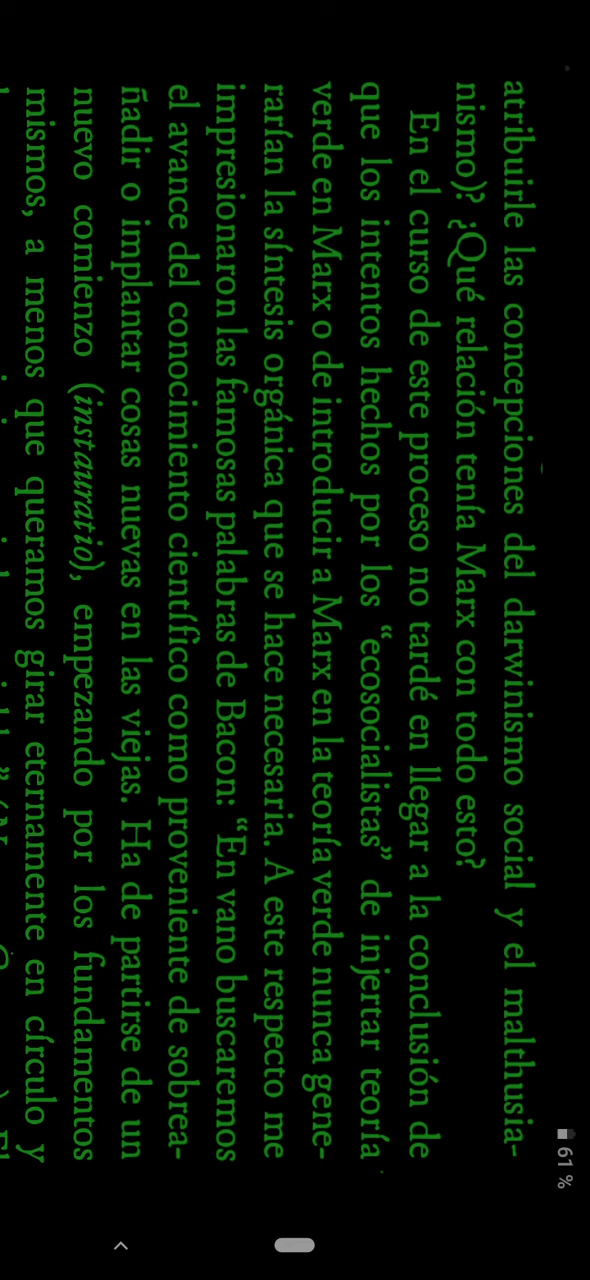 atribuirle las concepciones del darwinismo social y el malthusia-
nismo)? ¿Qué relación tenía Marx con todo esto?
En el curso de este proceso no tardé en llegar a la conclusión de
que los intentos hechos por los “ecosocialistas” de injertar teoría
verde en Marx o de introducir a Marx en la teoría verde nunca gene-
rarían la síntesis orgánica que se hace necesaria. A este respecto me
impresionaron las famosas palabras de Bacon: “En vano buscaremos
el avance del conocimiento científico como proveniente de sobrea-
ñadir o implantar cosas nuevas en las viejas. Ha de partirse de un
nuevo comienzo (instauratio), empezando por los fundamentos
mismos, a menos que queramos girar eternamente en círculo y
61 %